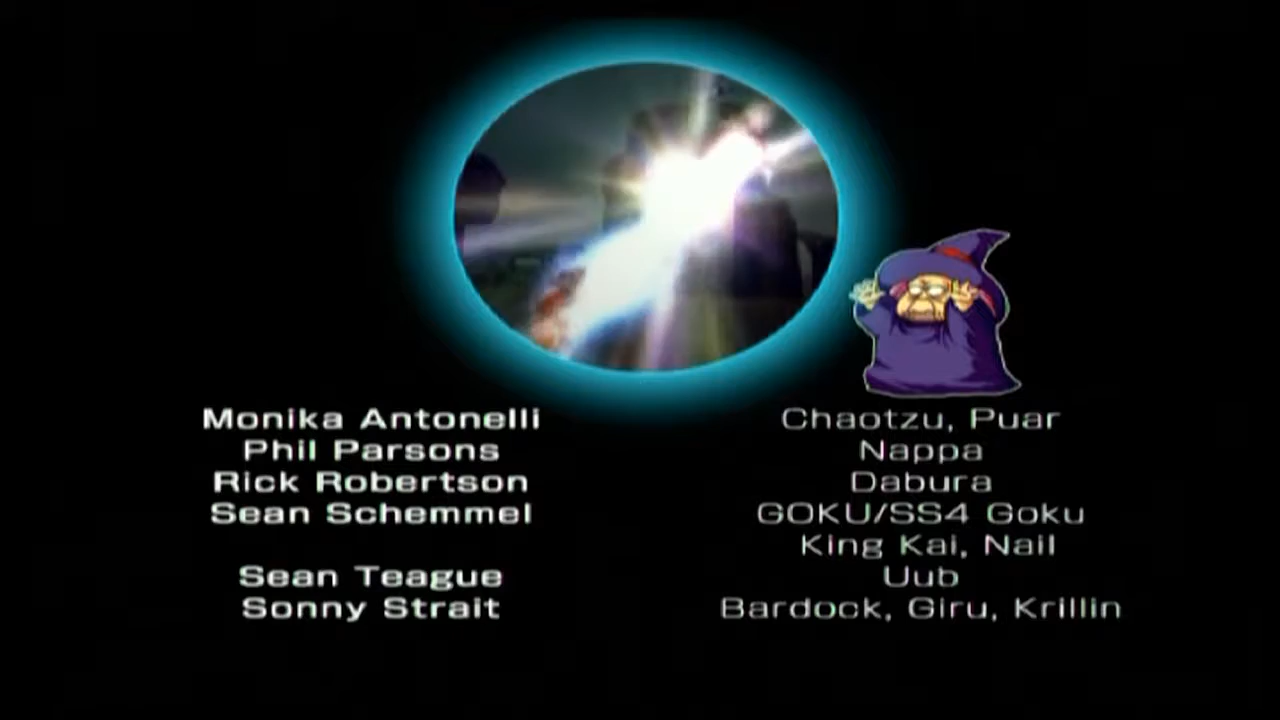 Monika Antonelli Chaotzu, Puar
Phil Parsons Nappa
Rick Robertson Dabura
Sean Schemmel GOKU/SS4 Goku
King Kai, Nail
Sean Teague Uub
Sonny Strait Bardock, Giru, Krillin